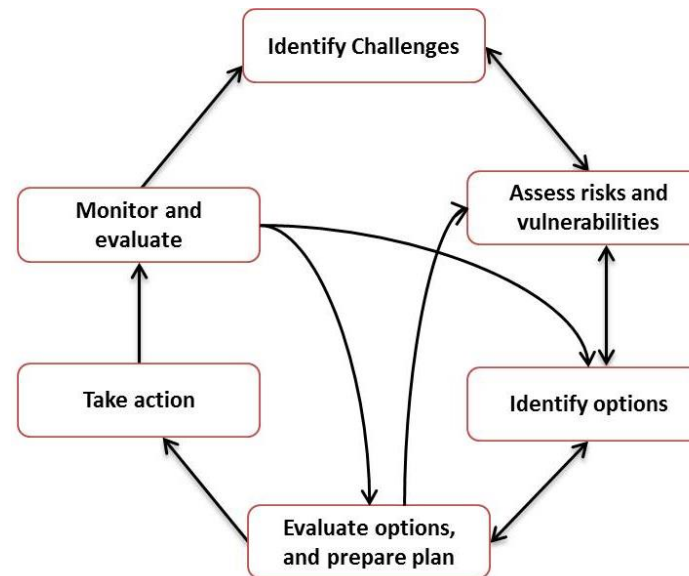 Identify Challenges
Assess risks and
vulnerabilities
Identify options
Evaluate options,
and prepare plan
Take action
Monitor and
evaluate